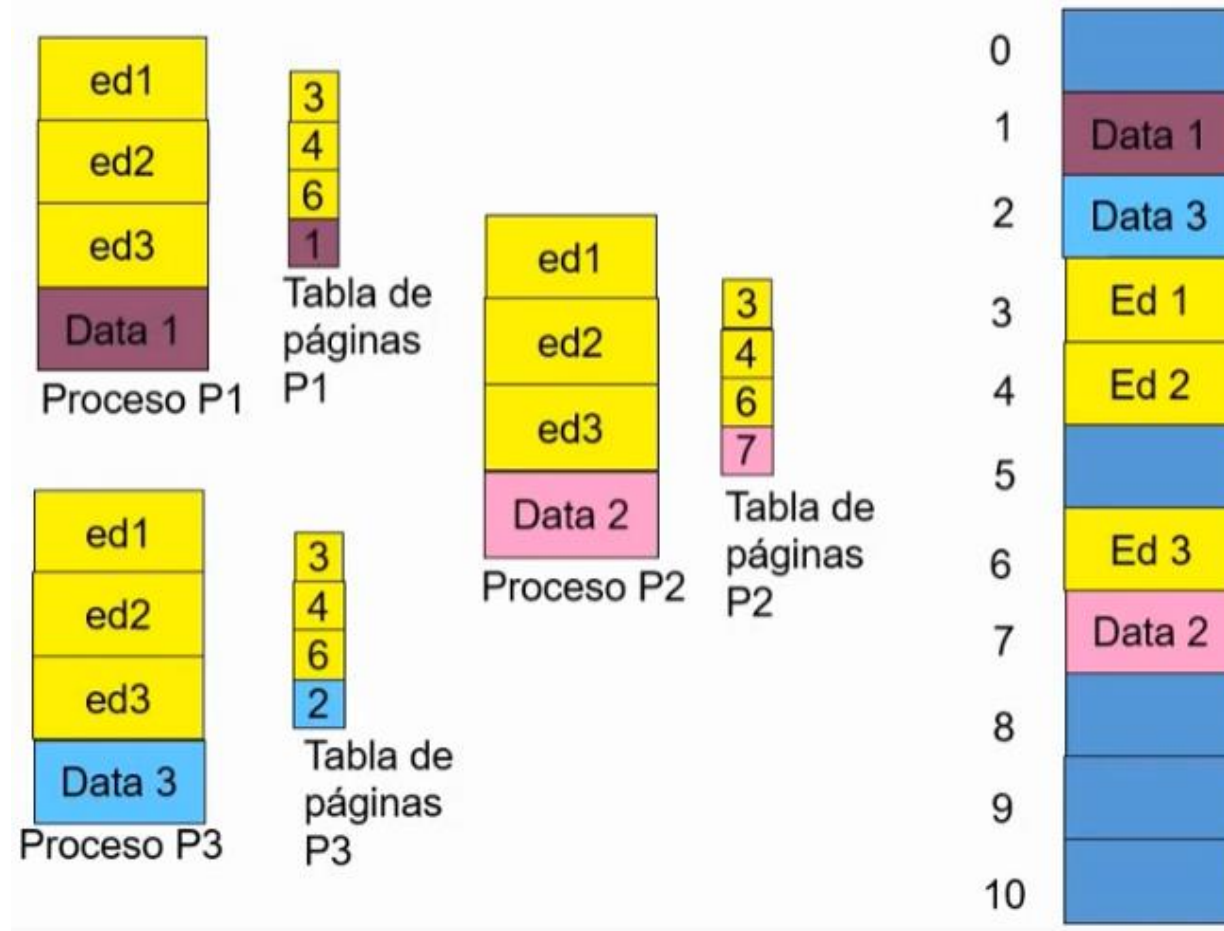 ed1
ed2
ed3
Data 1
Proceso P1
3
4
6
1
Tabla de
páginas
P1
ed1
ed2
ed3
Data 2
Proceso P2
3
4
6
7
Tabla de
páginas
P2
ed1
ed2
ed3
Data 3
Proceso P3
3
4
6
2
Tabla de
páginas
P3
0
1 Data 1
2 Data 3
3 Ed 1
4 Ed 2
5
6 Ed 3
7 Data 2
8
9
10